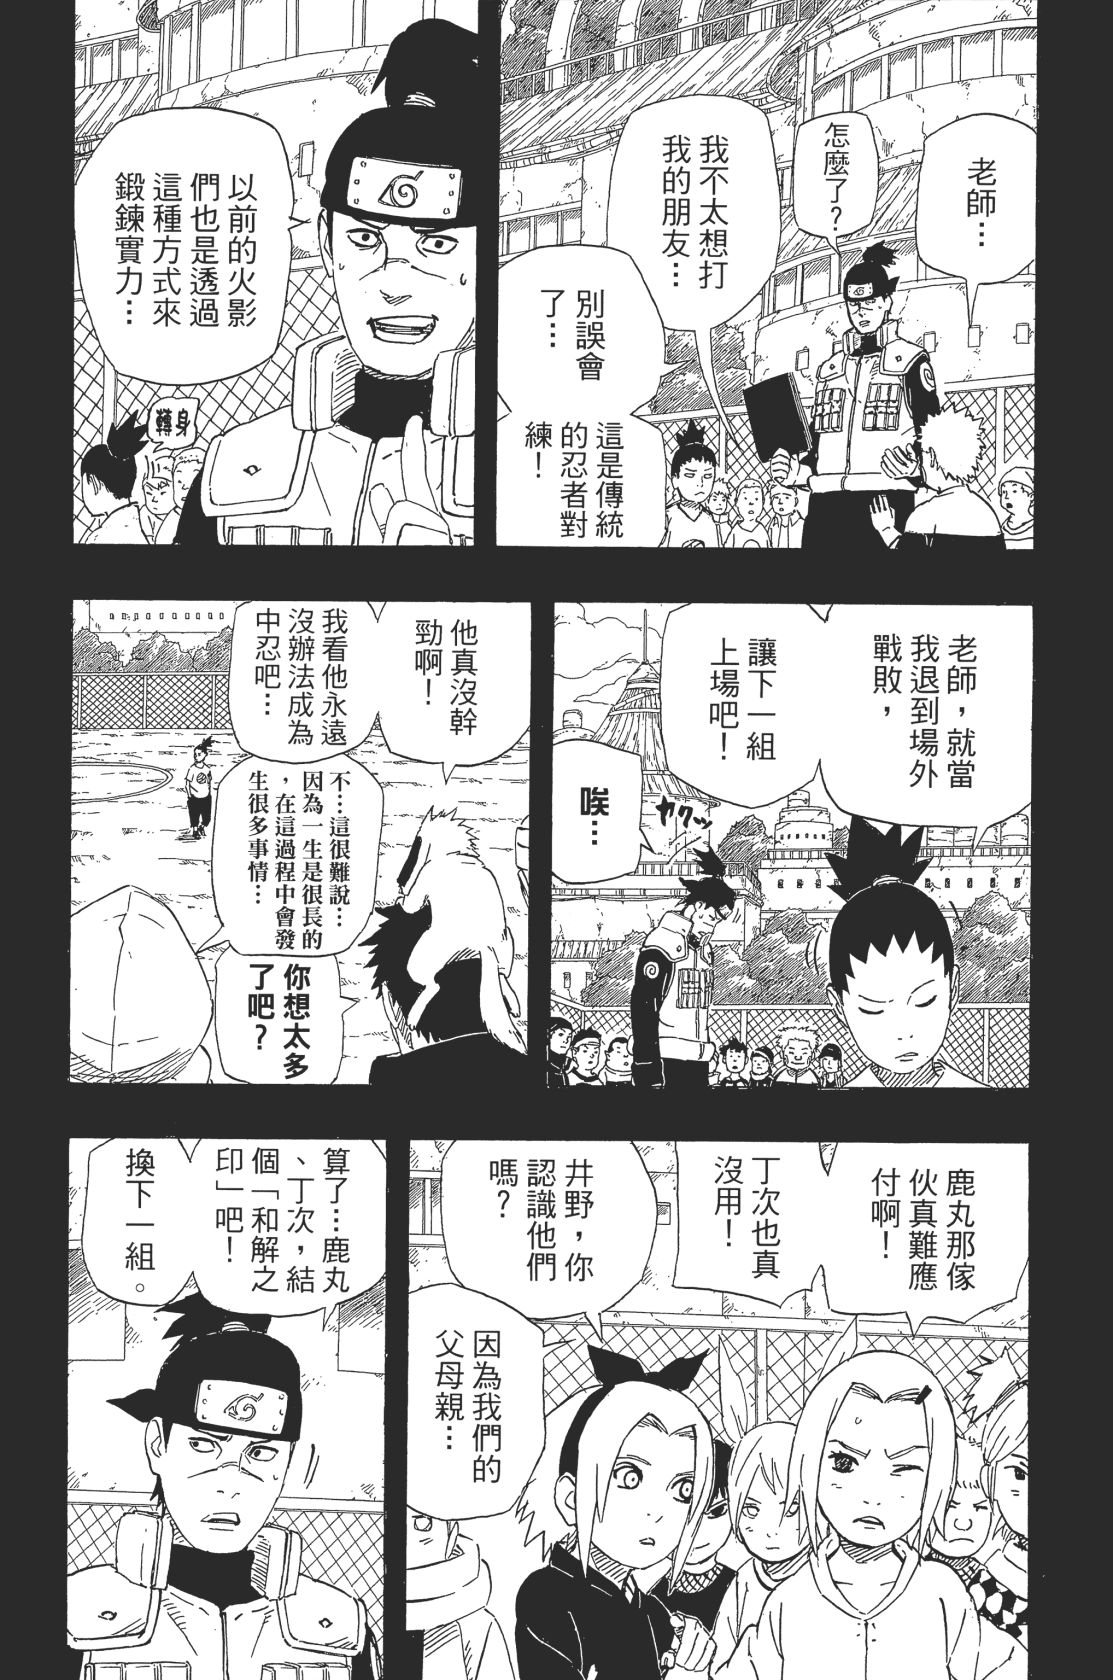 老師…
怎麼了?
我不太想打
我的朋友…
別誤會
了…
這是傳統
的忍者對
練！
以前的火影
們也是透過
這種方式來
鍛鍊實力…
轉身
老師，就當
我退到場外
戰敗，
讓下一組
上場吧！
唉…
カクーッ
他真沒幹
勁啊！
我看他永遠
沒辦法成為
中忍吧…
不…這很難說…
因為一生是很長的
，在這過程中會發
生很多事情…
你想太多
了吧？
鹿丸那傢
伙真難應
付啊！
丁次也真
沒用！
井野，你
認識他們
嗎？
因為我們的
父母親…
算了…鹿丸
、丁次，結
個「和解之
印」吧！
換下一組。